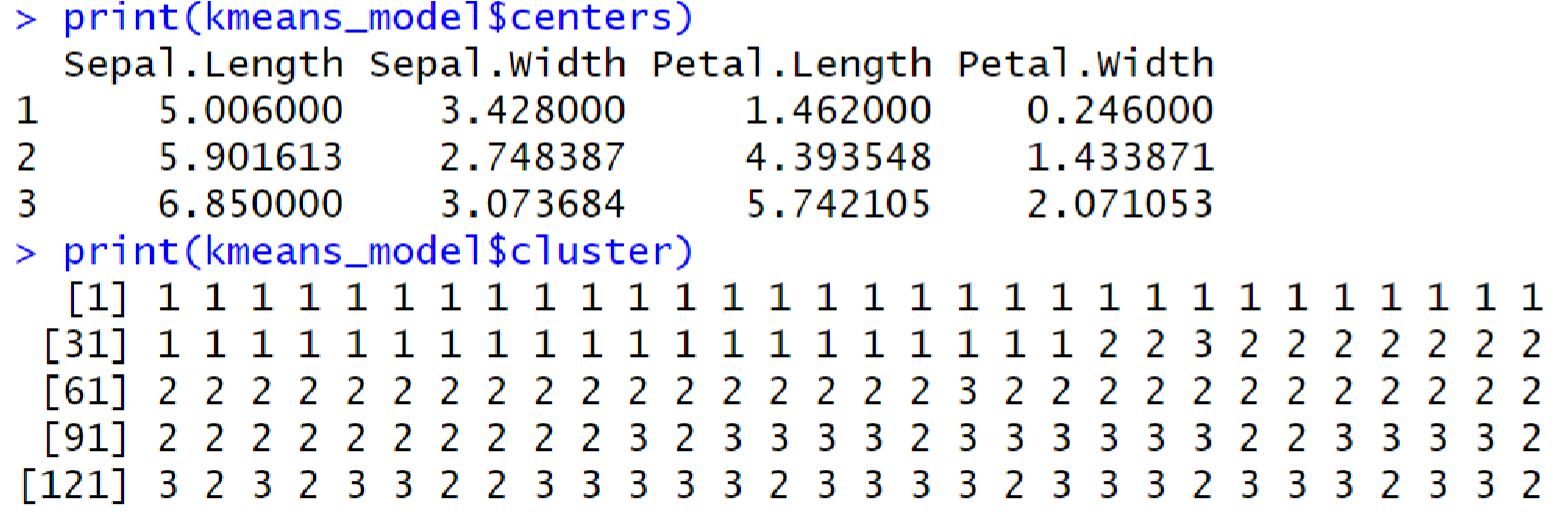 > print(kmeans_model$centers)
  Sepal.Length Sepal.Width Petal.Length Petal.Width
1     5.006000    3.428000     1.462000    0.246000
2     5.901613    2.748387     4.393548    1.433871
3     6.850000    3.073684     5.742105    2.071053
> print(kmeans_model$cluster)
  [1] 1 1 1 1 1 1 1 1 1 1 1 1 1 1 1 1 1 1 1 1 1 1 1 1 1 1 1 1 1 1
 [31] 1 1 1 1 1 1 1 1 1 1 1 1 1 1 1 1 1 1 1 1 2 2 3 2 2 2 2 2 2 2
 [61] 2 2 2 2 2 2 2 2 2 2 2 2 2 2 2 2 2 3 2 2 2 2 2 2 2 2 2 2 2 2
 [91] 2 2 2 2 2 2 2 2 2 2 3 2 3 3 3 3 2 3 3 3 3 3 3 2 2 3 3 3 3 2
[121] 3 2 3 2 3 3 2 2 3 3 3 3 3 2 3 3 3 3 2 3 3 3 2 3 3 3 2 3 3 2